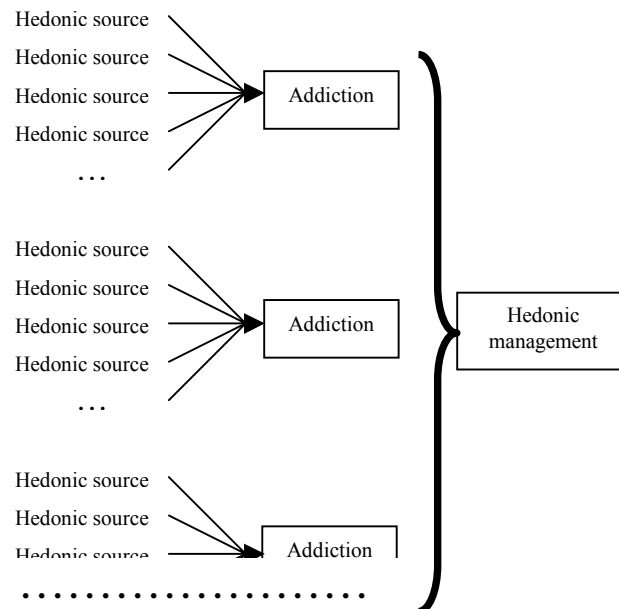 Hedonic source
Hedonic source
Hedonic source
Addiction
Hedonic source
...
Hedonic source
Hedonic source
Hedonic source
Addiction
Hedonic source
...
Hedonic
management
Hedonic source
Hedonic source
Hedonic source
Addiction
.......................